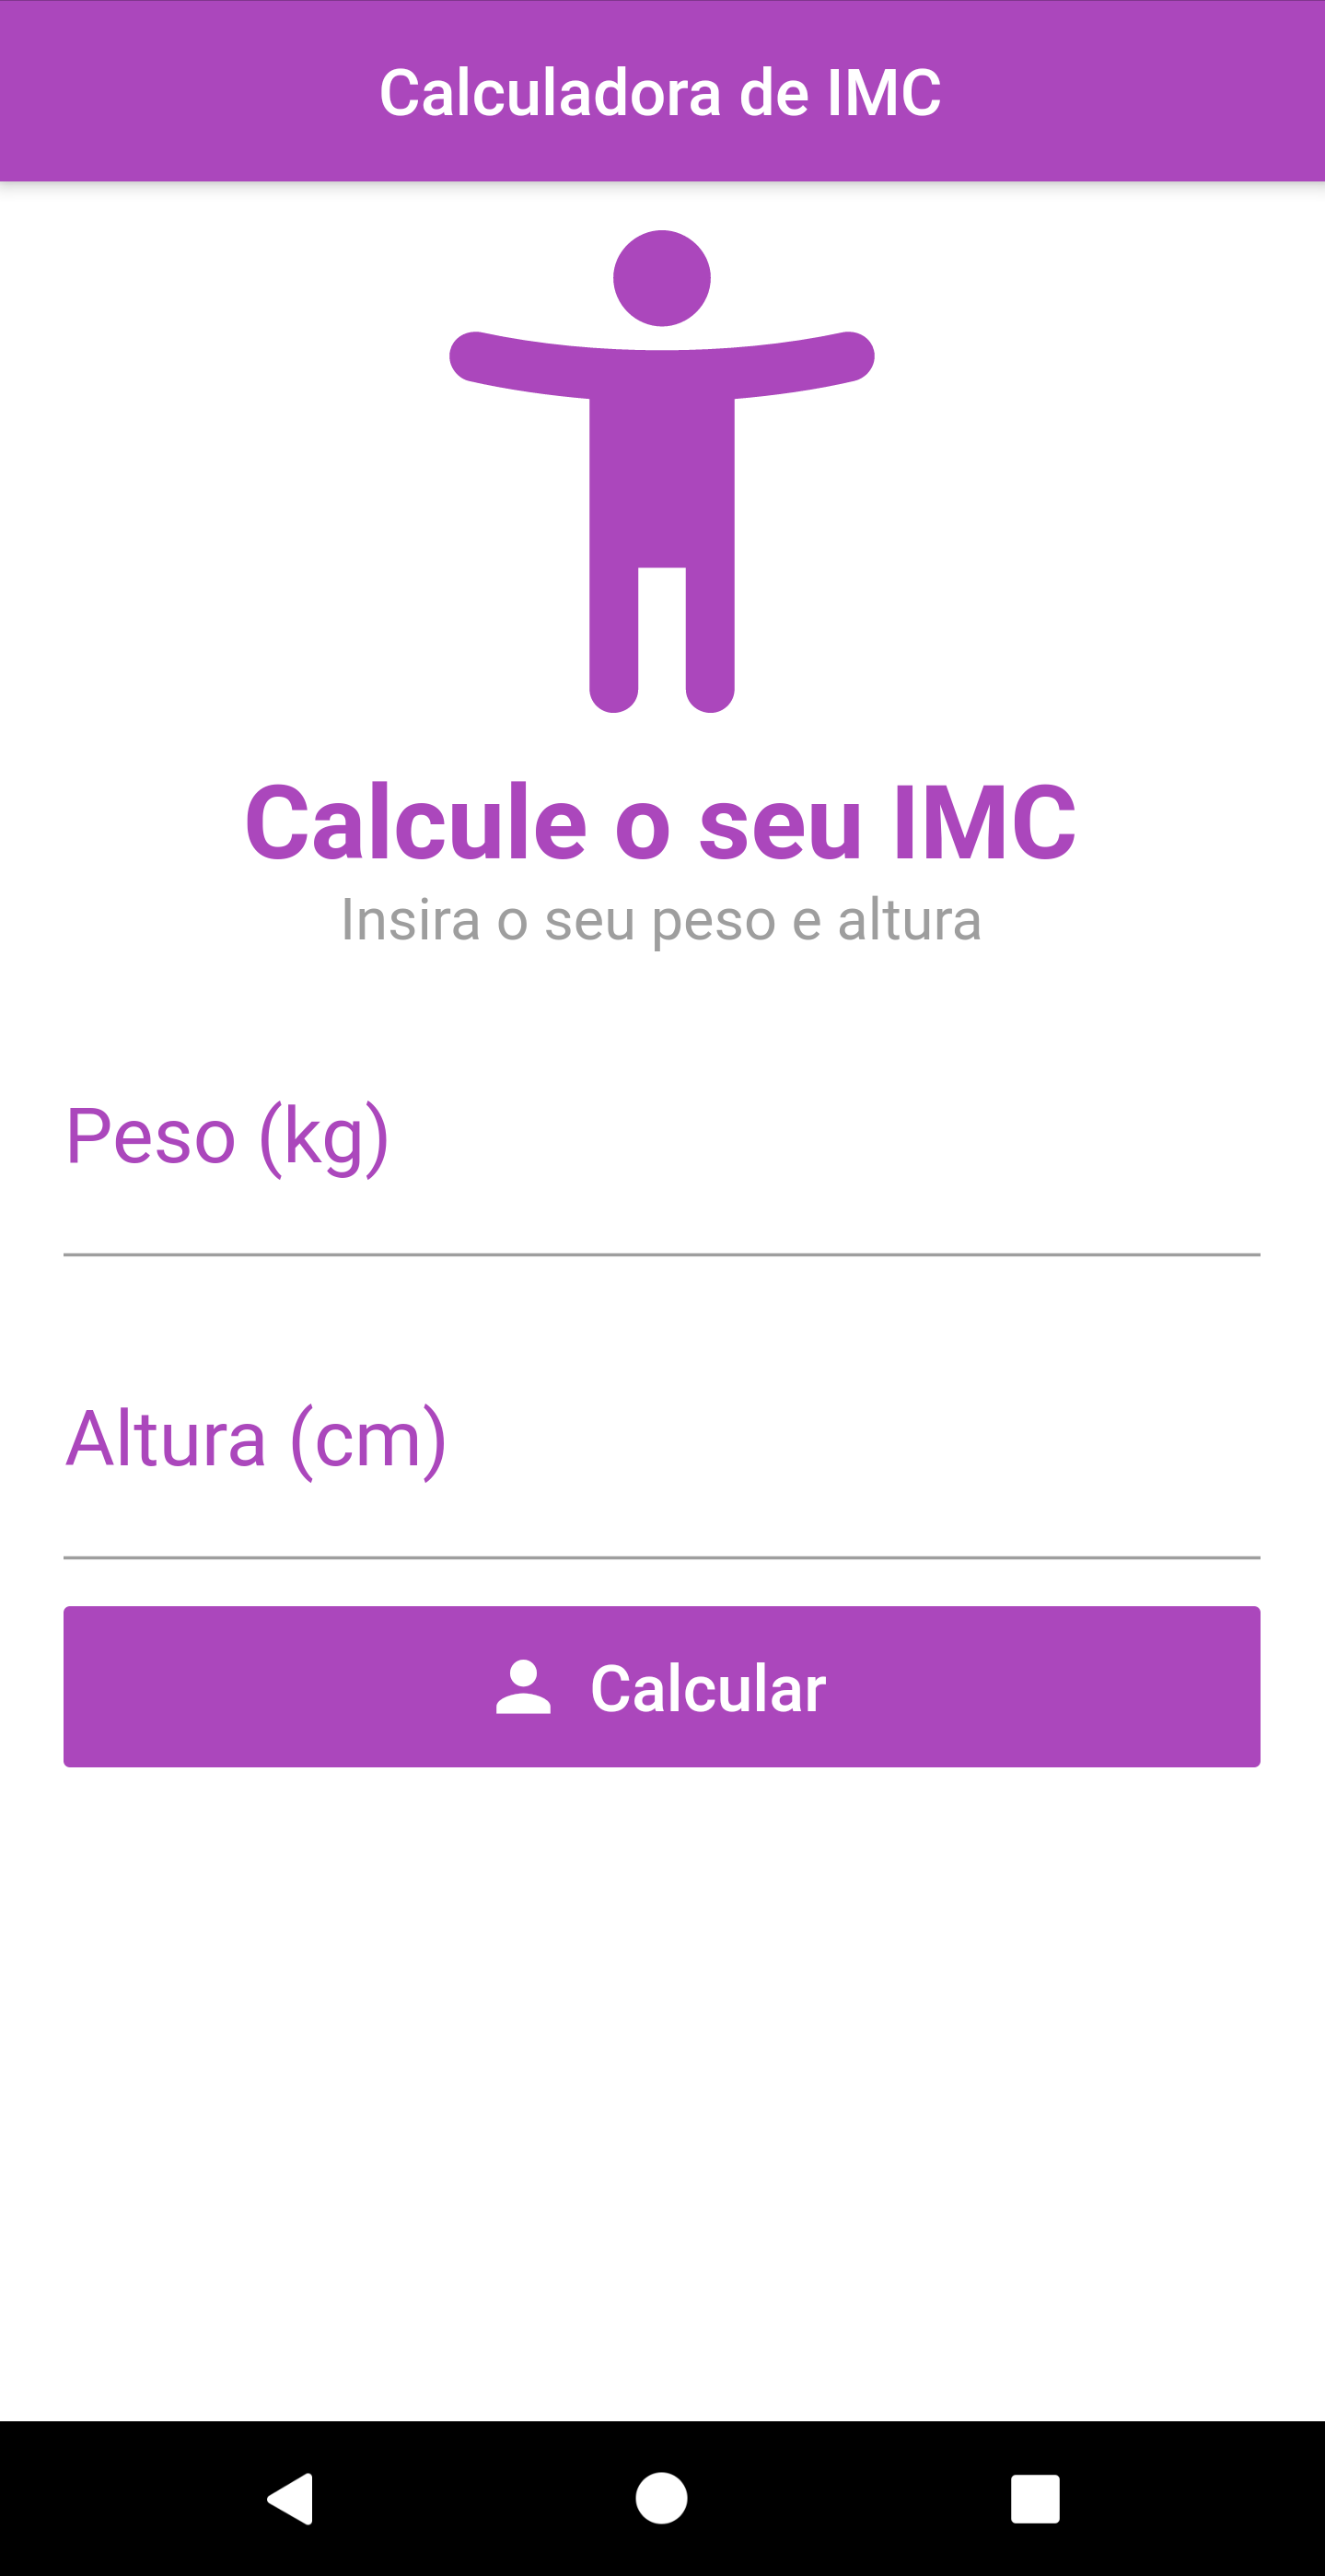 Calculadora de IMC
Calcule o seu IMC
Insira o seu peso e altura
Peso (kg)
Altura (cm)
Calcular